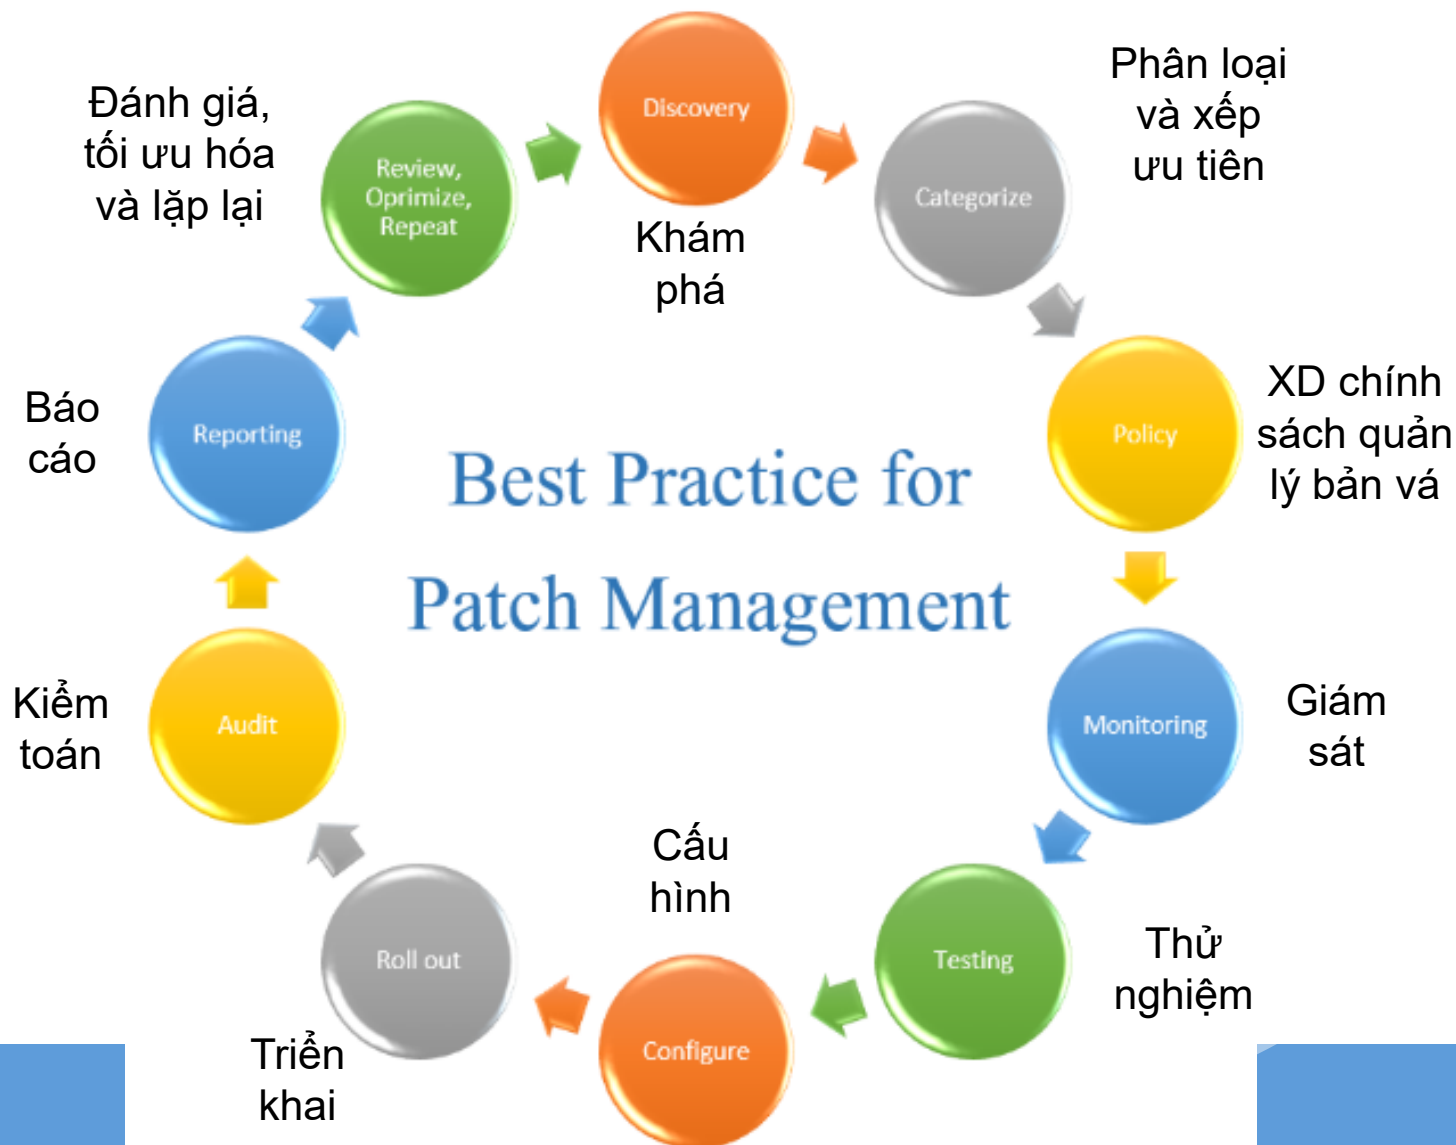 Discovery
Khám
phá
Categorize
Phân loại
và xếp
ưu tiên
Policy
XD chính
sách quản
lý bản vá
Monitoring
Giám
sát
Testing
Thử
nghiệm
Configure
Cấu
hình
Roll out
Triển
khai
Audit
Kiểm
toán
Reporting
Báo
cáo
Review,
Oprimize,
Repeat
Đánh giá,
tối ưu hóa
và lặp lại
Best Practice for
Patch Management